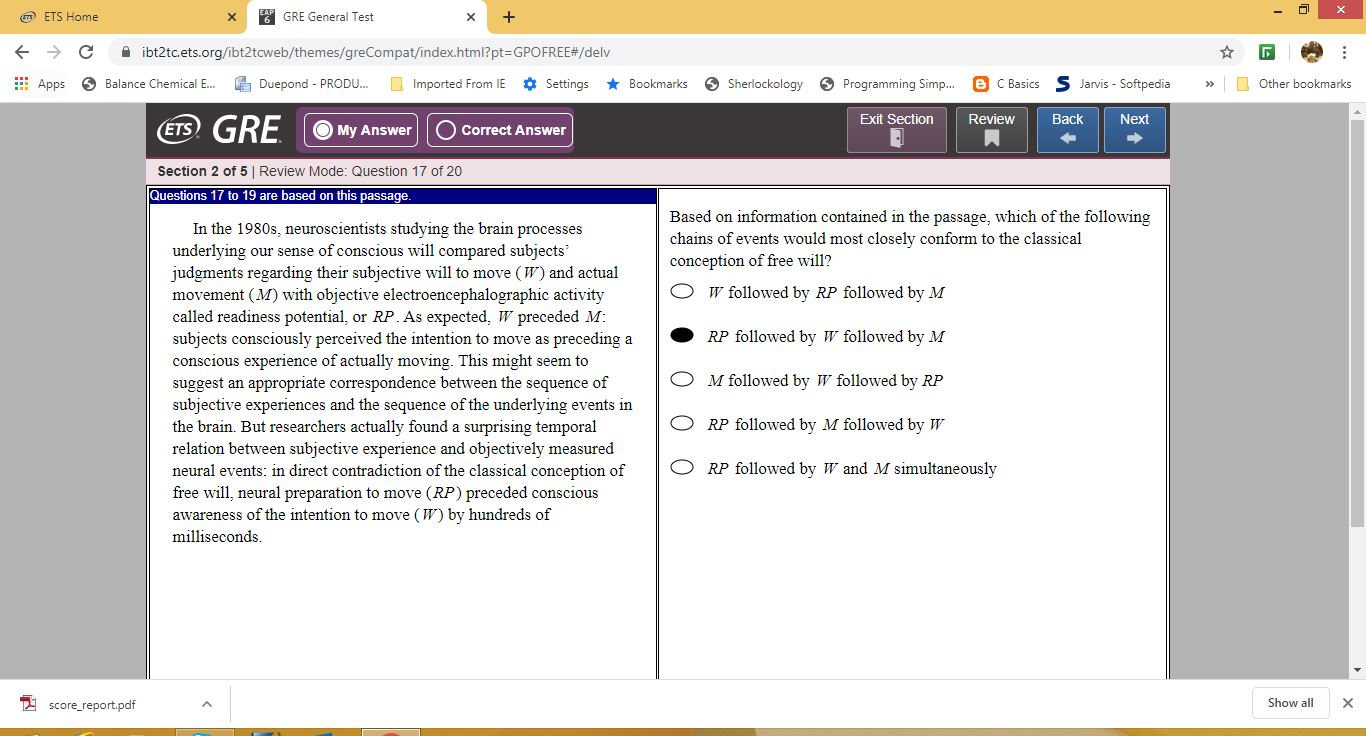 ETS Home
GRE General Test
ibt2tc.ets.org/ibt2tcweb/themes/greCompat/index.html?pt=GPOFREE#/delv
Apps Balance Chemical E... Duepond - PRODU... Imported From IE Settings Bookmarks Sherlockology Programming Simp... C Basics Jarvis - Softpedia » Other bookmarks
ETS GRE My Answer Correct Answer Exit Section Review Back Next
Section 2 of 5 | Review Mode: Question 17 of 20
Questions 17 to 19 are based on this passage.
In the 1980s, neuroscientists studying the brain processes
underlying our sense of conscious will compared subjects’
judgments regarding their subjective will to move (W) and actual
movement (M) with objective electroencephalographic activity
called readiness potential, or RP. As expected, W preceded M:
subjects consciously perceived the intention to move as preceding a
conscious experience of actually moving. This might seem to
suggest an appropriate correspondence between the sequence of
subjective experiences and the sequence of the underlying events in
the brain. But researchers actually found a surprising temporal
relation between subjective experience and objectively measured
neural events: in direct contradiction of the classical conception of
free will, neural preparation to move (RP) preceded conscious
awareness of the intention to move (W) by hundreds of
milliseconds.
Based on information contained in the passage, which of the following
chains of events would most closely conform to the classical
conception of free will?
W followed by RP followed by M
RP followed by W followed by M
M followed by W followed by RP
RP followed by M followed by W
RP followed by W and M simultaneously
score_report.pdf
Show all